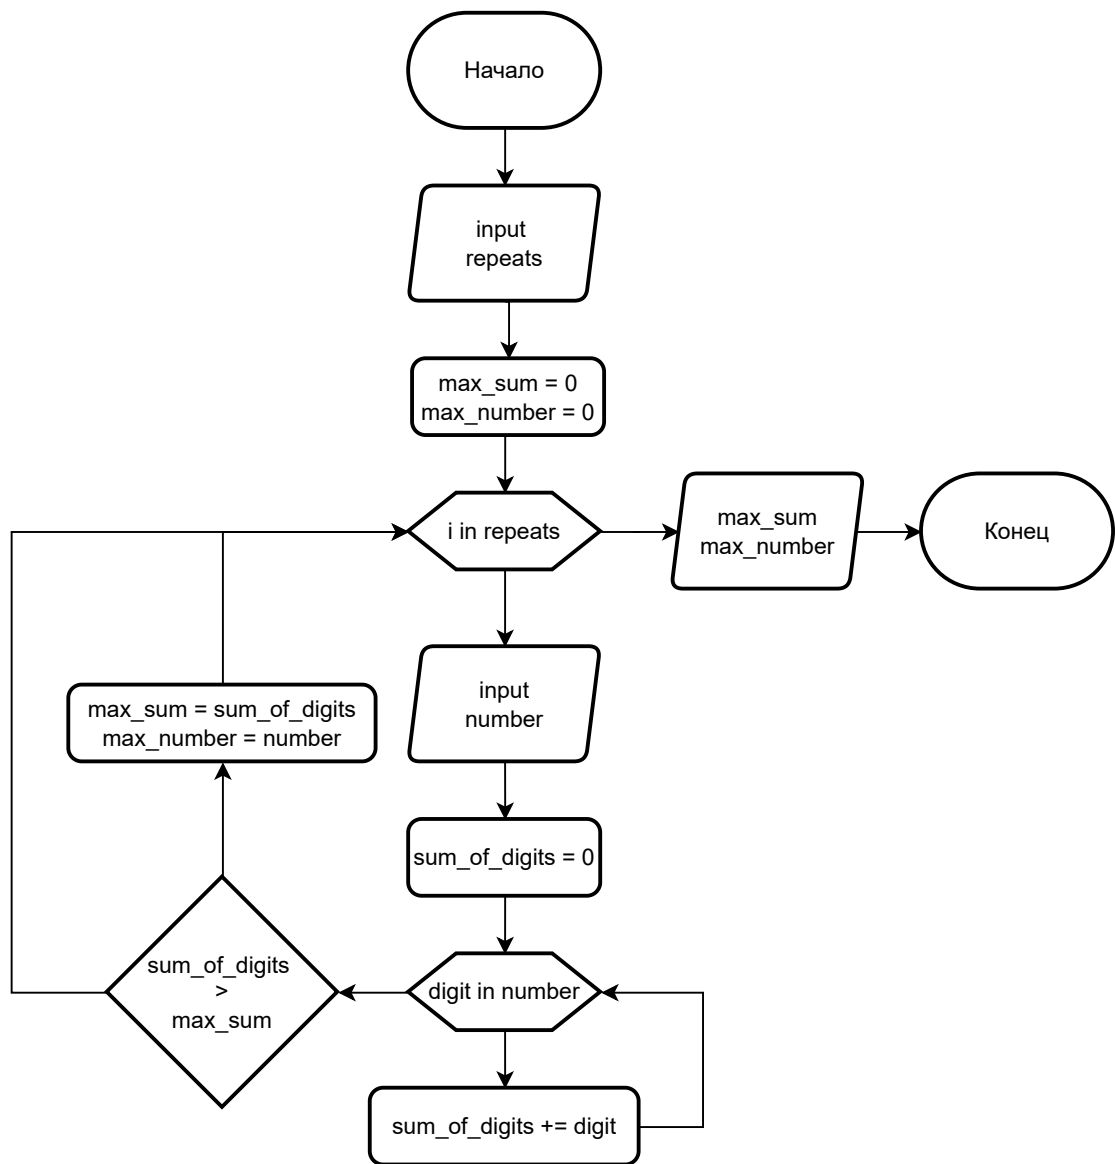 Начало
input
repeats
max_sum = 0
max_number = 0
i in repeats
max_sum
max_number
Конец
input
number
max_sum = sum_of_digits
max_number = number
sum_of_digits = 0
sum_of_digits
>
max_sum
digit in number
sum_of_digits += digit